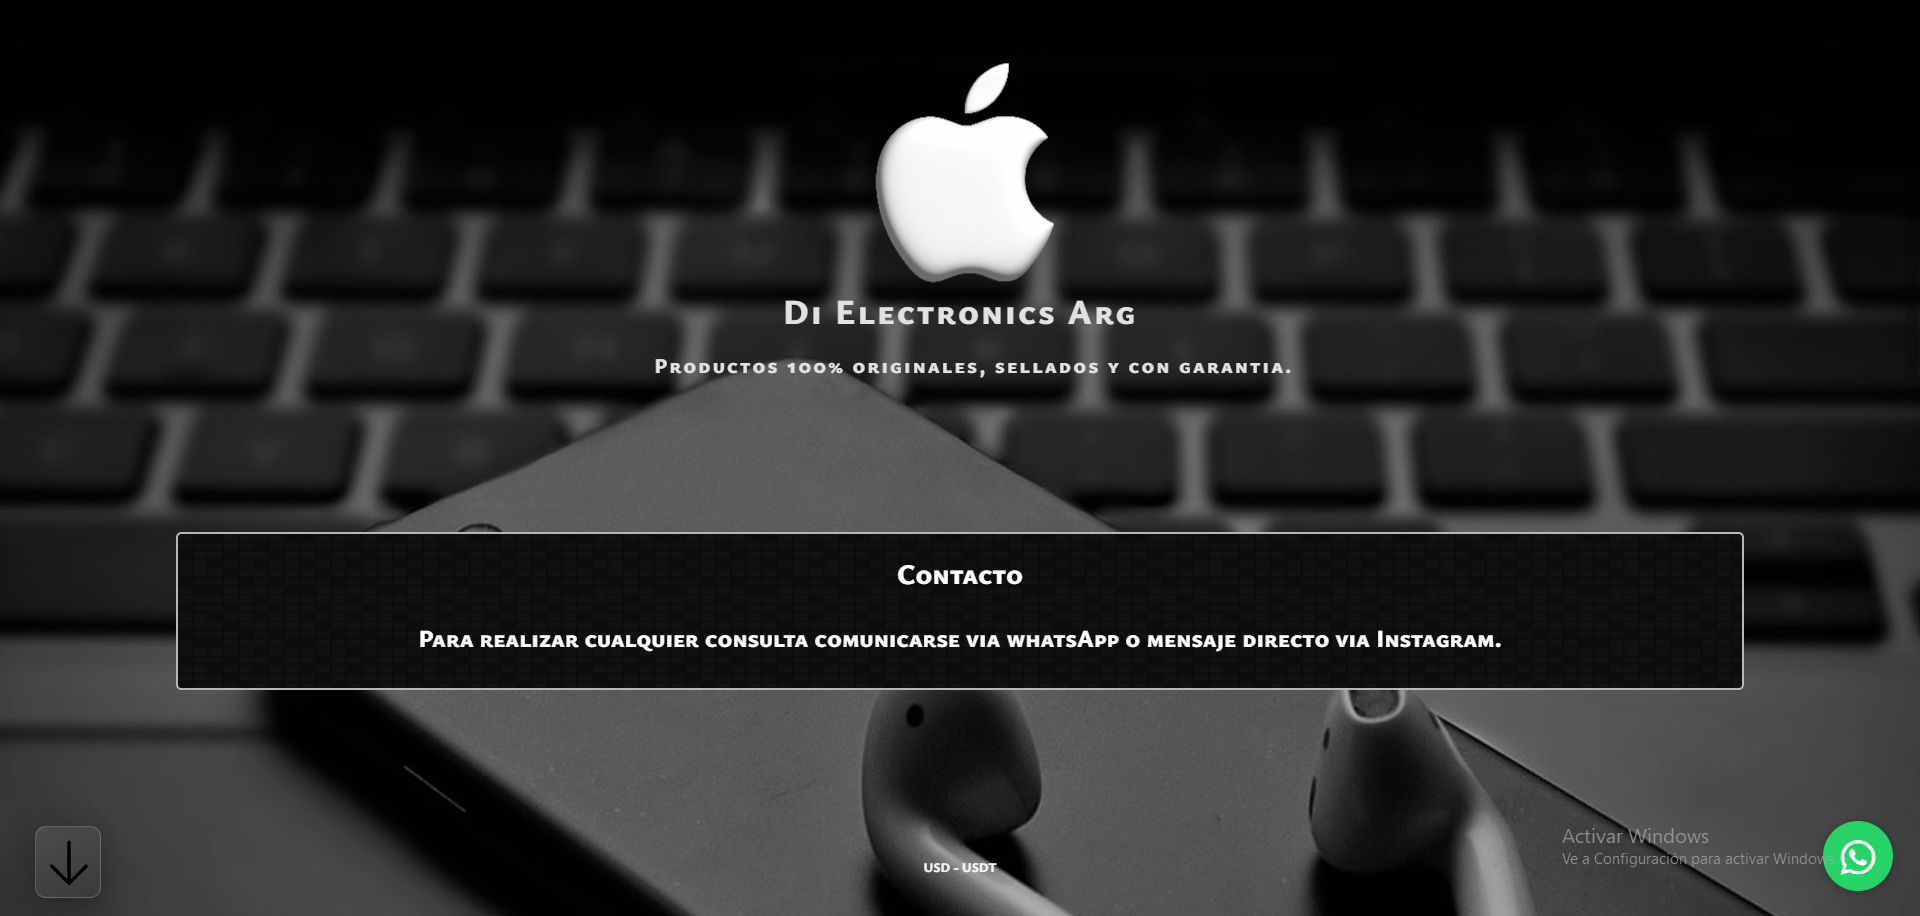 Di Electronics Arg
Productos 100% originales, sellados y con garantia.
Contacto
Para realizar cualquier consulta comunicarse via whatsApp o mensaje directo via Instagram.
Activar Windows
Ve a Configuración para activar Windows.
USD - USDT